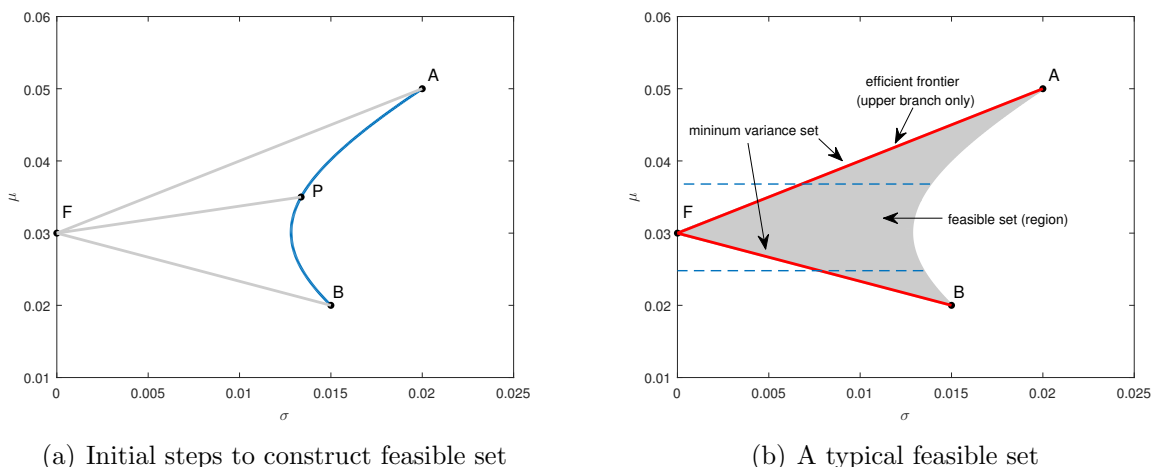 0.06
0.05
0.04
0.03
0.02
0.01
μ
0
0.005
0.01
0.015
0.02
0.025
σ
A
P
F
B
(a) Initial steps to construct feasible set
0.06
0.05
0.04
0.03
0.02
0.01
μ
0
0.005
0.01
0.015
0.02
0.025
σ
A
efficient frontier
(upper branch only)
mininum variance set
F
feasible set (region)
B
(b) A typical feasible set